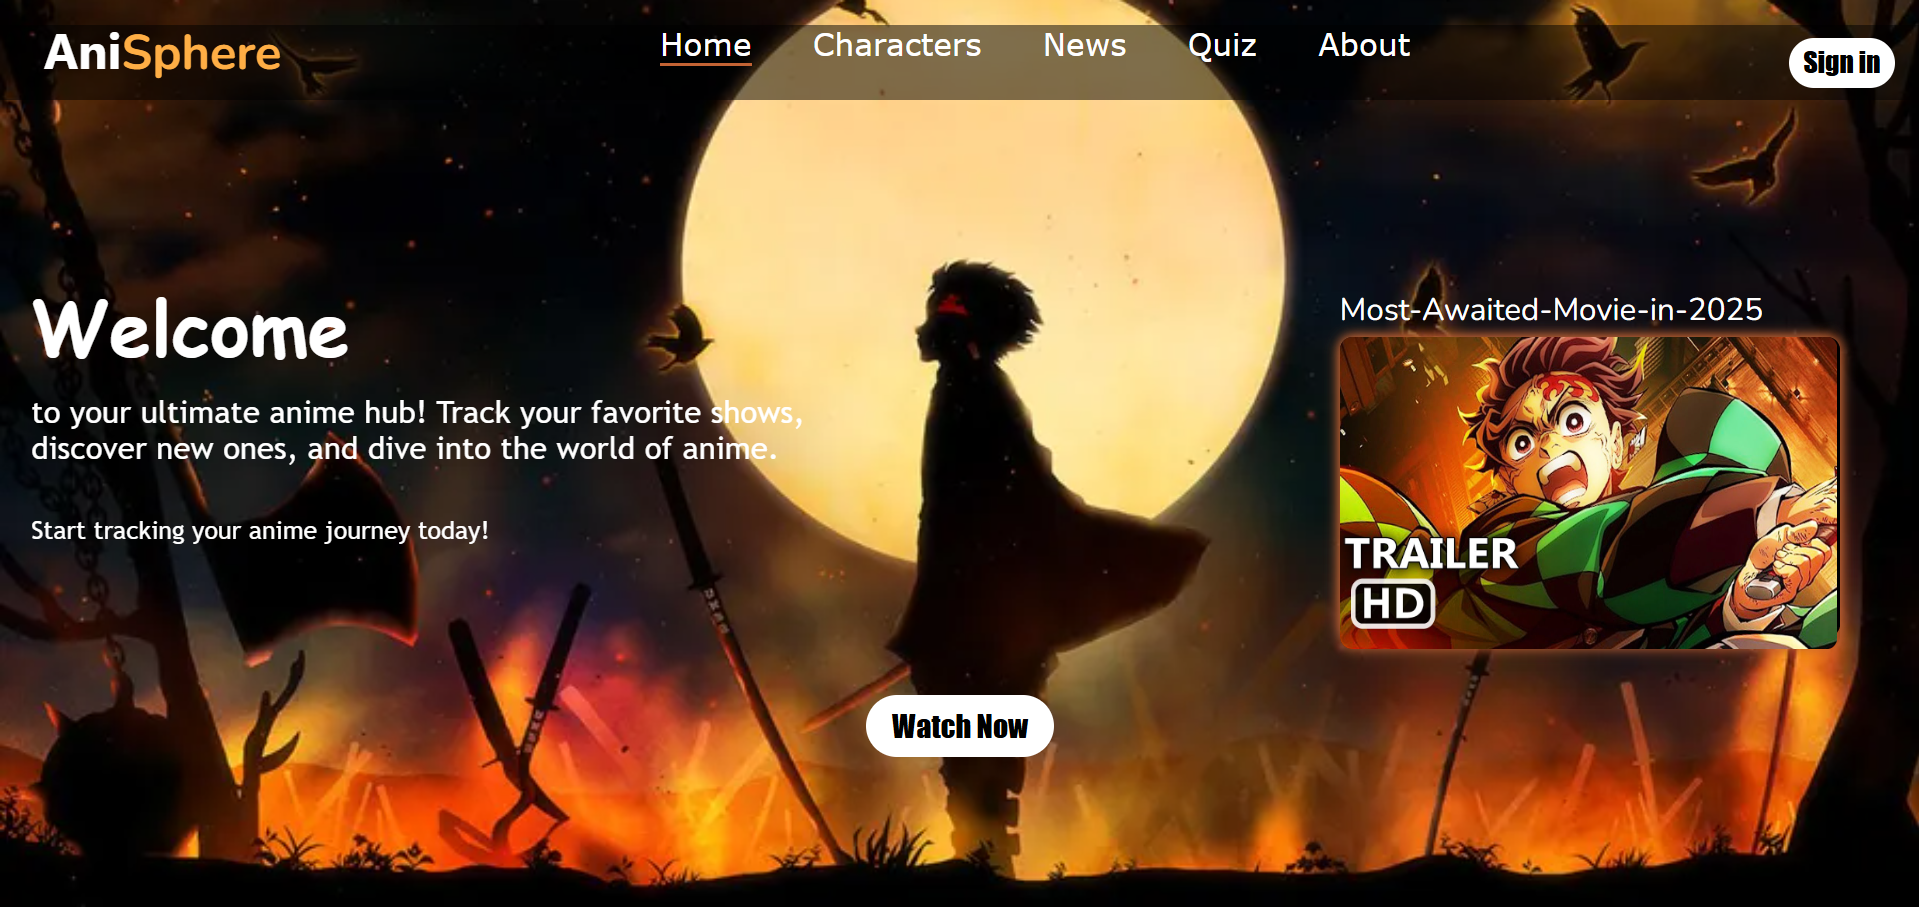 AniSphere
Home Characters News Quiz About
Sign in
Welcome
to your ultimate anime hub! Track your favorite shows,
discover new ones, and dive into the world of anime.
Start tracking your anime journey today!
Most-Awaited-Movie-in-2025
TRAILER
HD
Watch Now